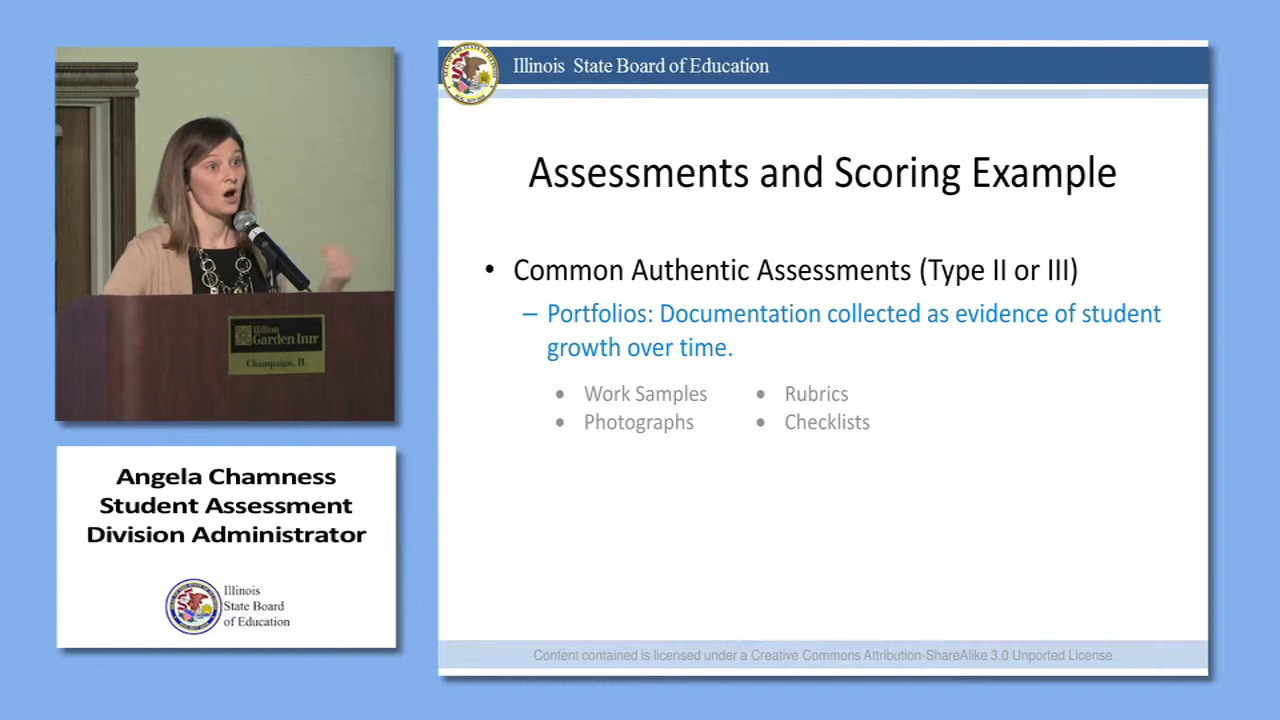 Hilton
Garden Inn
Champaign, IL
Angela Chamness
Student Assessment
Division Administrator
Illinois
State Board
of Education
Illinois State Board of Education
Assessments and Scoring Example
• Common Authentic Assessments (Type II or III)
– Portfolios: Documentation collected as evidence of student
growth over time.
• Work Samples • Rubrics
• Photographs • Checklists
Content contained is licensed under a Creative Commons Attribution-ShareAlike 3.0 Unported License